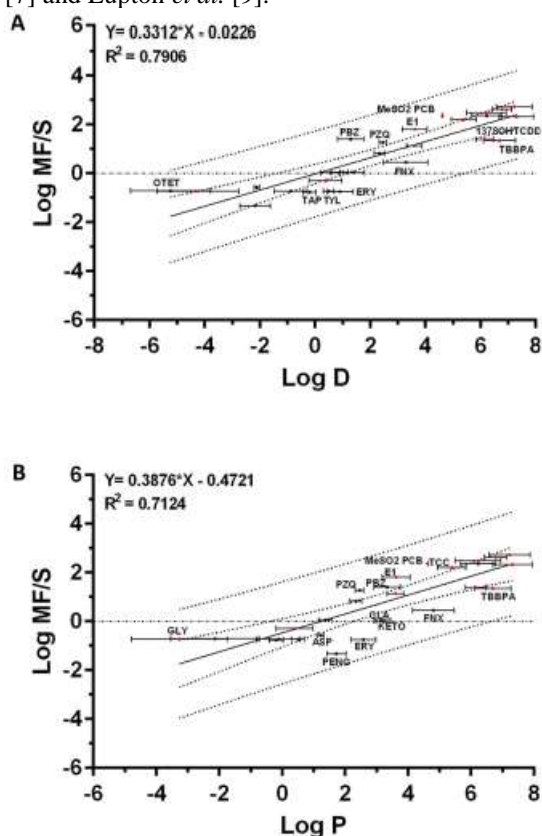 [7] and Lupton et al. [9].
A
Y= 0.3312*X - 0.0226
R² = 0.7906
MeSO2 PCB
E1
PBZ
PZQ
1378OHTCDD
TBBPA
FNX
OTET
TAP TYL
ERY
Log MF/S
6
4
2
0
-2
-4
-6
-8 -6 -4 -2 0 2 4 6 8
Log D
B
Y= 0.3876*X - 0.4721
R² = 0.7124
MeSO2 PCB
TCC
E1
PZQ
PBZ
TBBPA
FNX
GLY
KETO
ASP
ERY
PENG
Log MF/S
6
4
2
0
-2
-4
-6
-4 -2 0 2 4 6 8
Log P